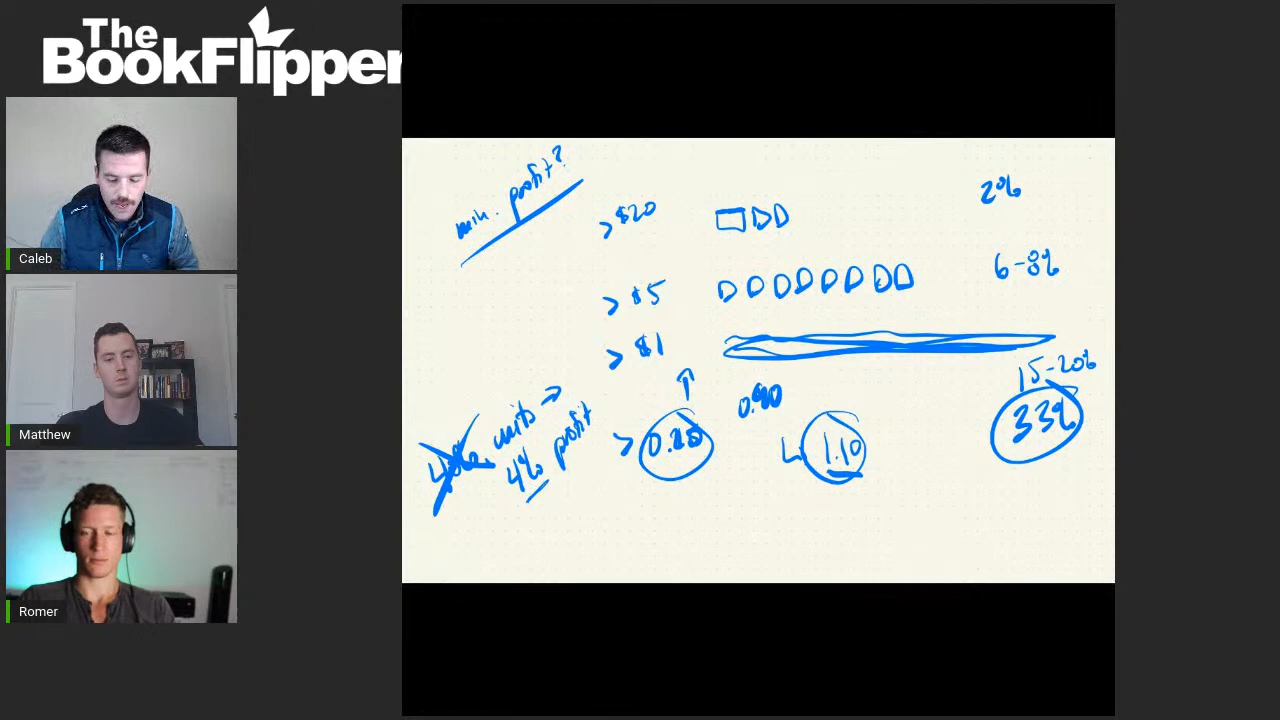 The
BookFlipper
Caleb
Matthew
Romer
min. profit?
> $20
2%
> $5
6-8%
> $1
15-20%
33%
0.90
units →
4% profit
>
1.10